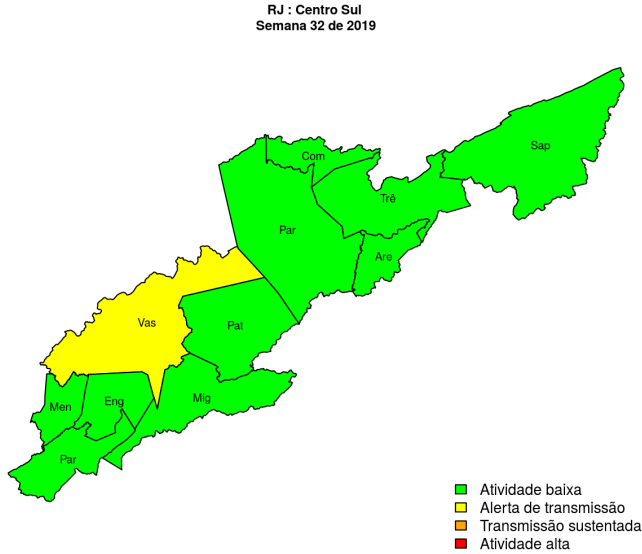 RJ : Centro Sul
Semana 32 de 2019
Sap
Com
Trê
Par
Are
Vas
Pat
Mig
Men
Eng
Par
Atividade baixa
Alerta de transmissão
Transmissão sustentada
Atividade alta